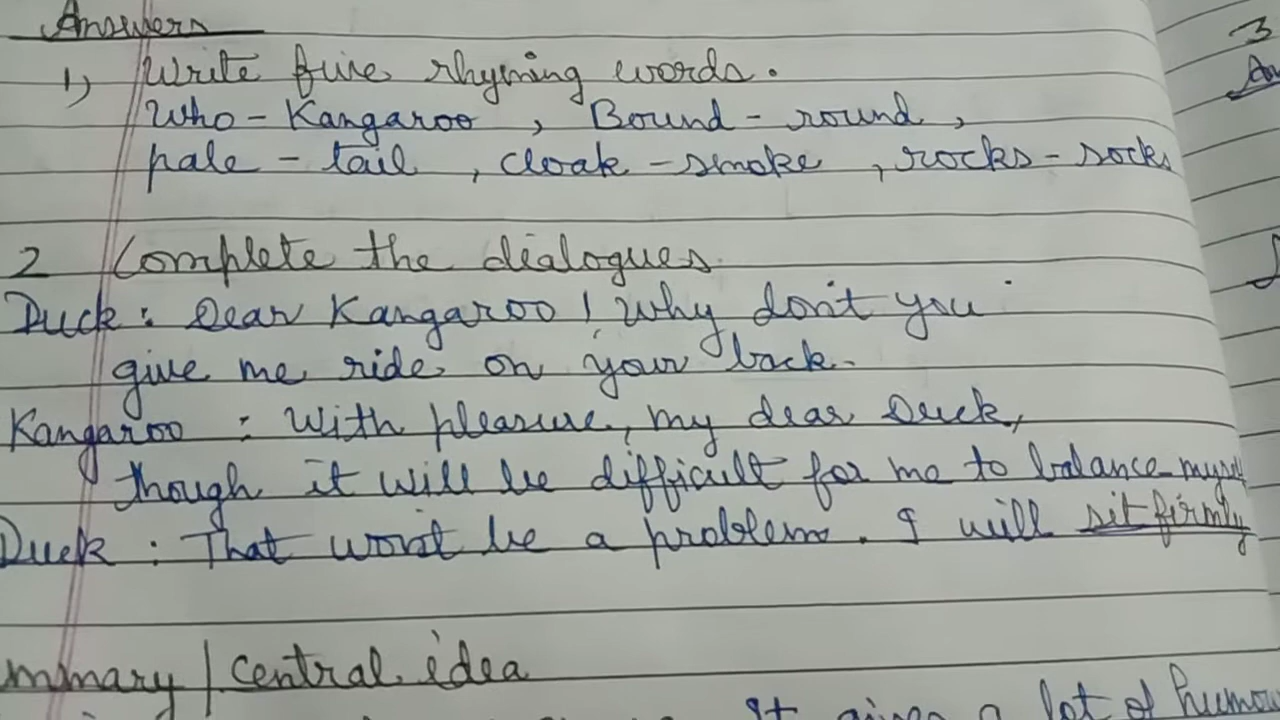 Answers
1) Write five rhyming words.
Who - Kangaroo , Bound - round ,
pale - tail , cloak - smoke , rocks - socks
2 Complete the dialogues.
Duck : Dear Kangaroo ! Why don't you
give me ride on your back.
Kangaroo : With pleasure, my dear Duck,
though it will be difficult for me to balance myself
Duck : That won't be a problem. I will sit firmly
mmary / Central idea
It gives a lot of humou
3
An